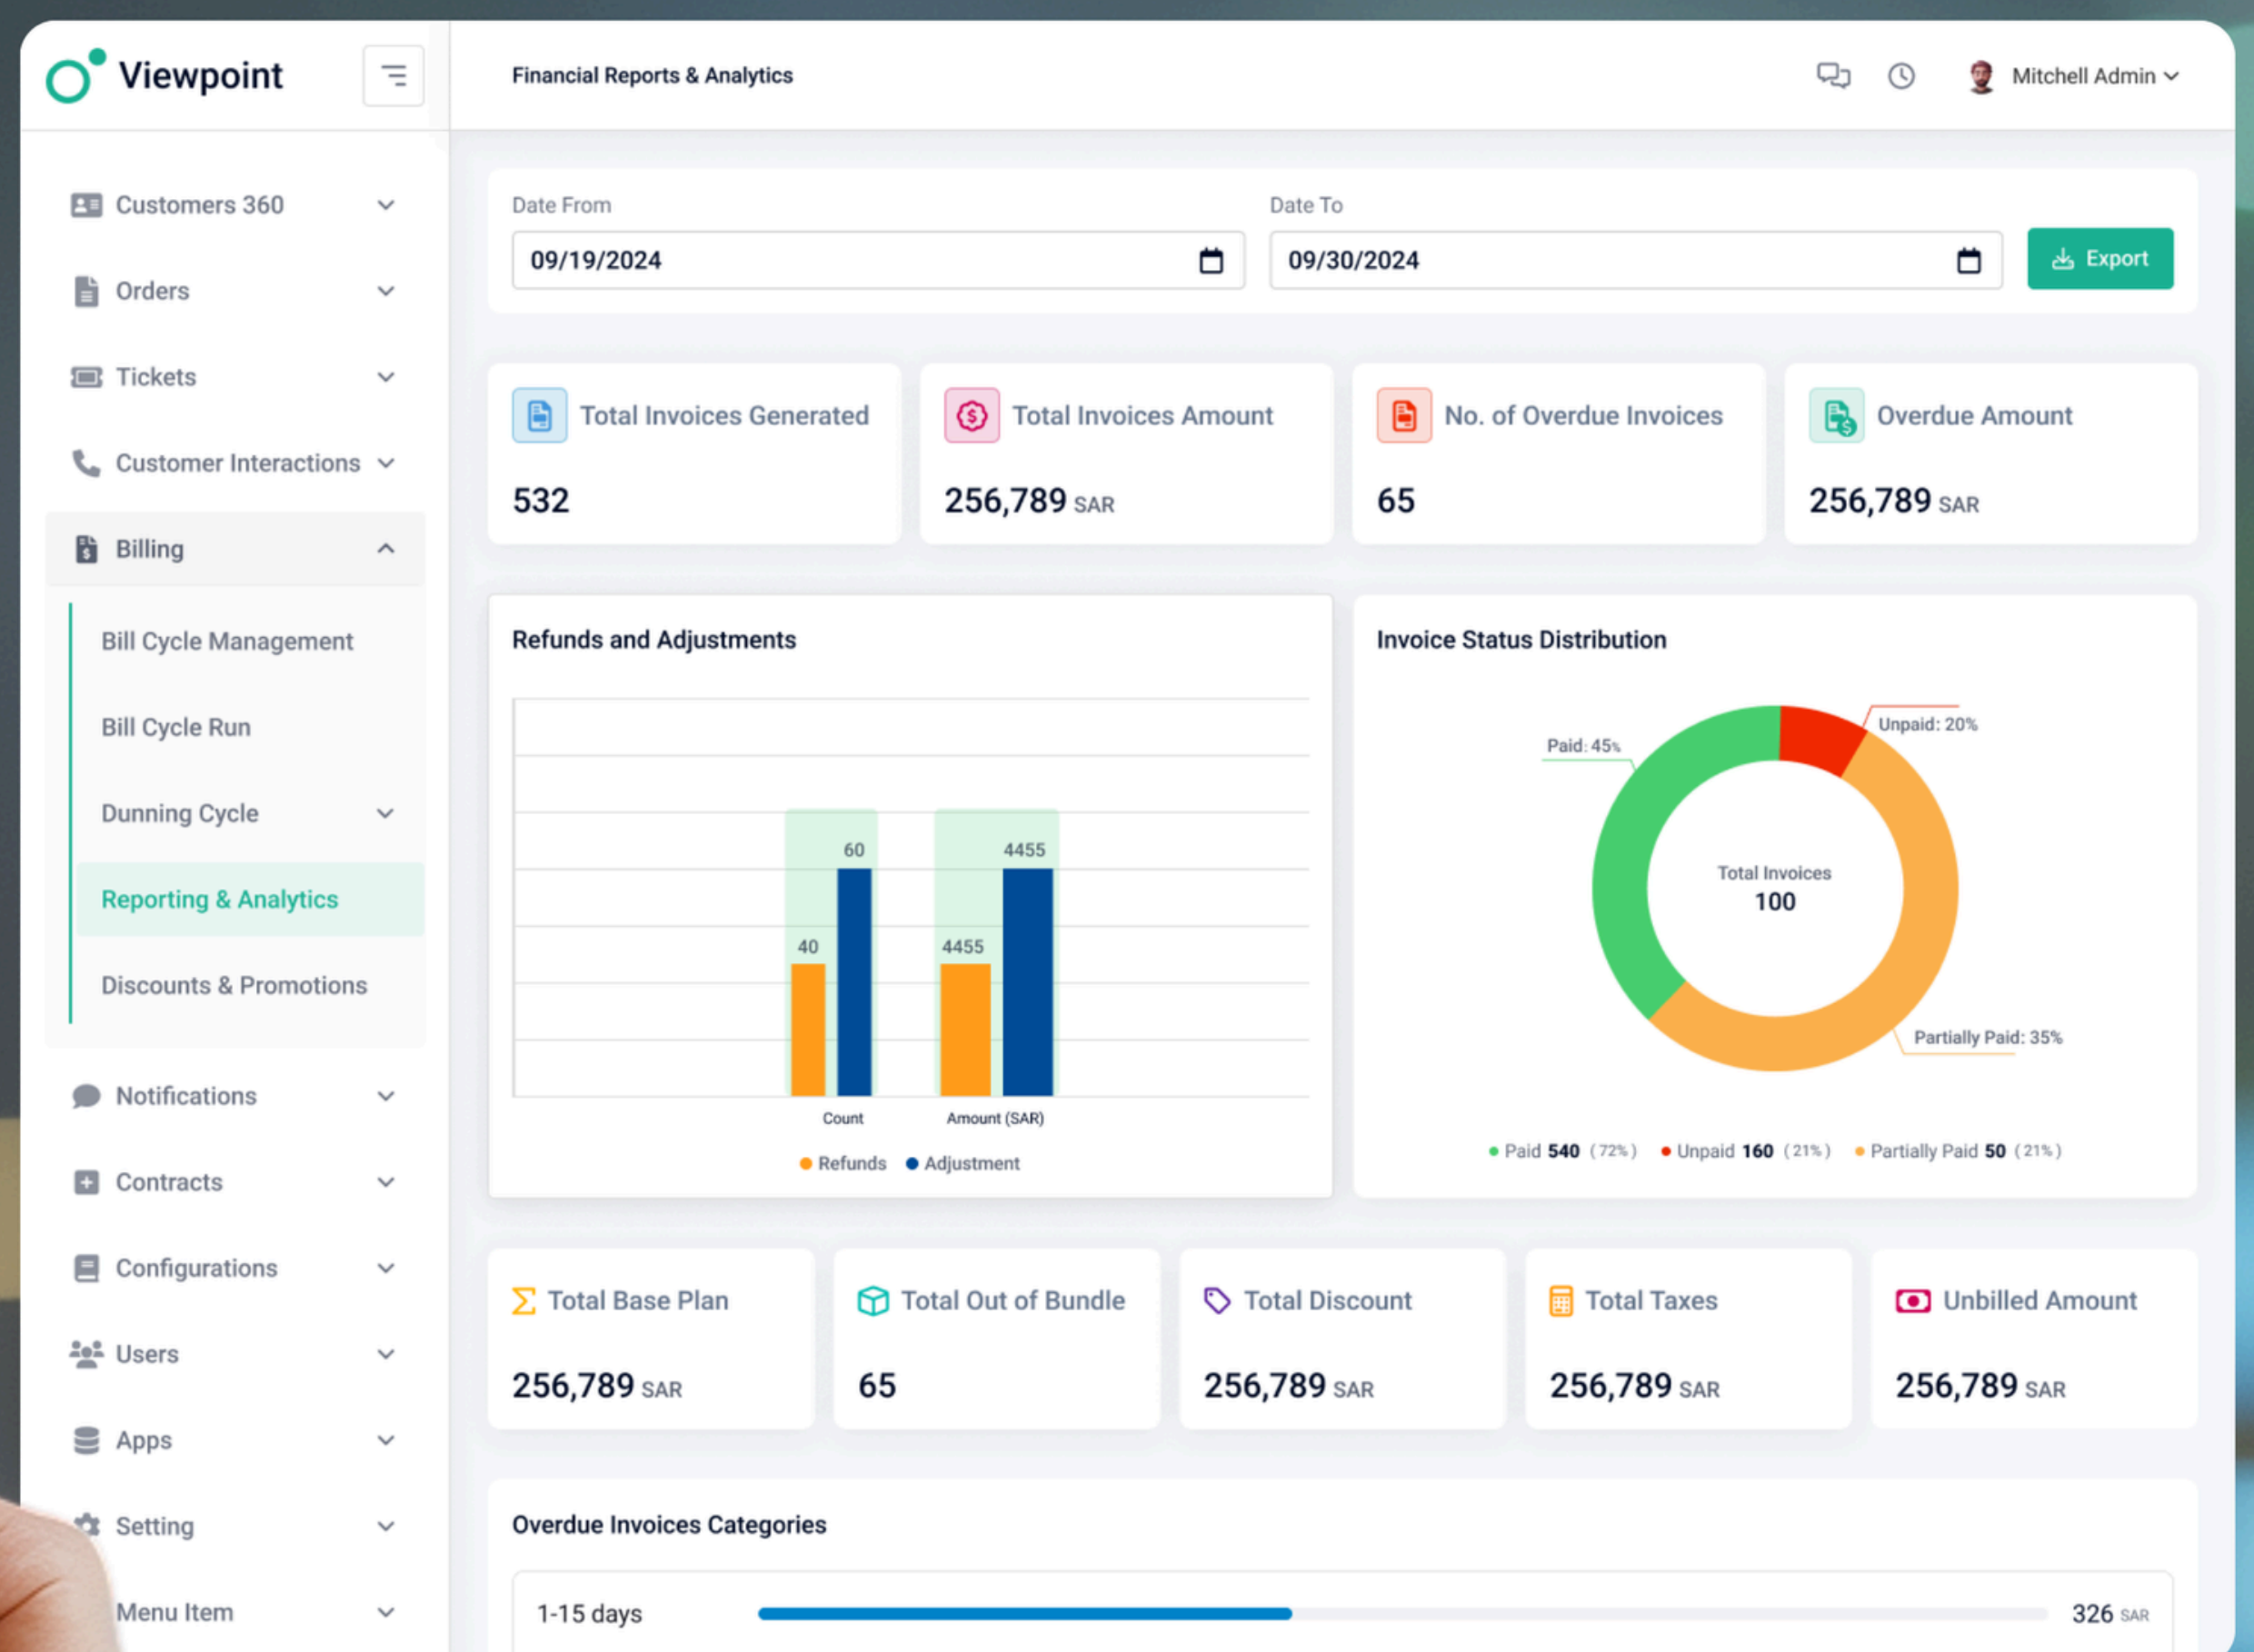 Viewpoint
Financial Reports & Analytics
Mitchell Admin
Customers 360
Orders
Tickets
Customer Interactions
Billing
Bill Cycle Management
Bill Cycle Run
Dunning Cycle
Reporting & Analytics
Discounts & Promotions
Notifications
Contracts
Configurations
Users
Apps
Setting
Menu Item
Date From
09/19/2024
Date To
09/30/2024
Export
Total Invoices Generated
532
Total Invoices Amount
256,789 SAR
No. of Overdue Invoices
65
Overdue Amount
256,789 SAR
Refunds and Adjustments
60
4455
40
4455
Count
Amount (SAR)
Refunds
Adjustment
Invoice Status Distribution
Unpaid: 20%
Paid: 45%
Total Invoices
100
Partially Paid: 35%
Paid 540 (72%)
Unpaid 160 (21%)
Partially Paid 50 (21%)
Total Base Plan
256,789 SAR
Total Out of Bundle
65
Total Discount
256,789 SAR
Total Taxes
256,789 SAR
Unbilled Amount
256,789 SAR
Overdue Invoices Categories
1-15 days
326 SAR